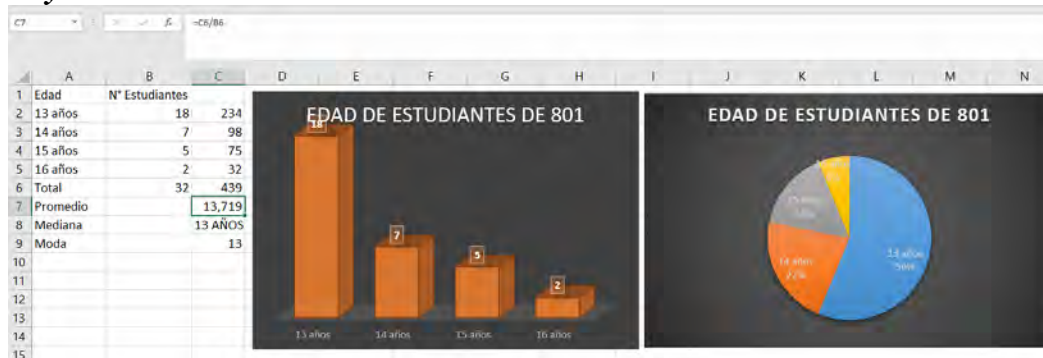 C7 fx =C6/B6
A B C D E F G H I J K L M N
1 Edad N° Estudiantes
2 13 años 18 234
3 14 años 7 98
4 15 años 5 75
5 16 años 2 32
6 Total 32 439
7 Promedio 13,719
8 Mediana 13 AÑOS
9 Moda 13
10
11
12
13
14
15
EDAD DE ESTUDIANTES DE 801
18
7
5
2
13 años 14 años 15 años 16 años
EDAD DE ESTUDIANTES DE 801
15 años
13 años
56%
14 años
22%